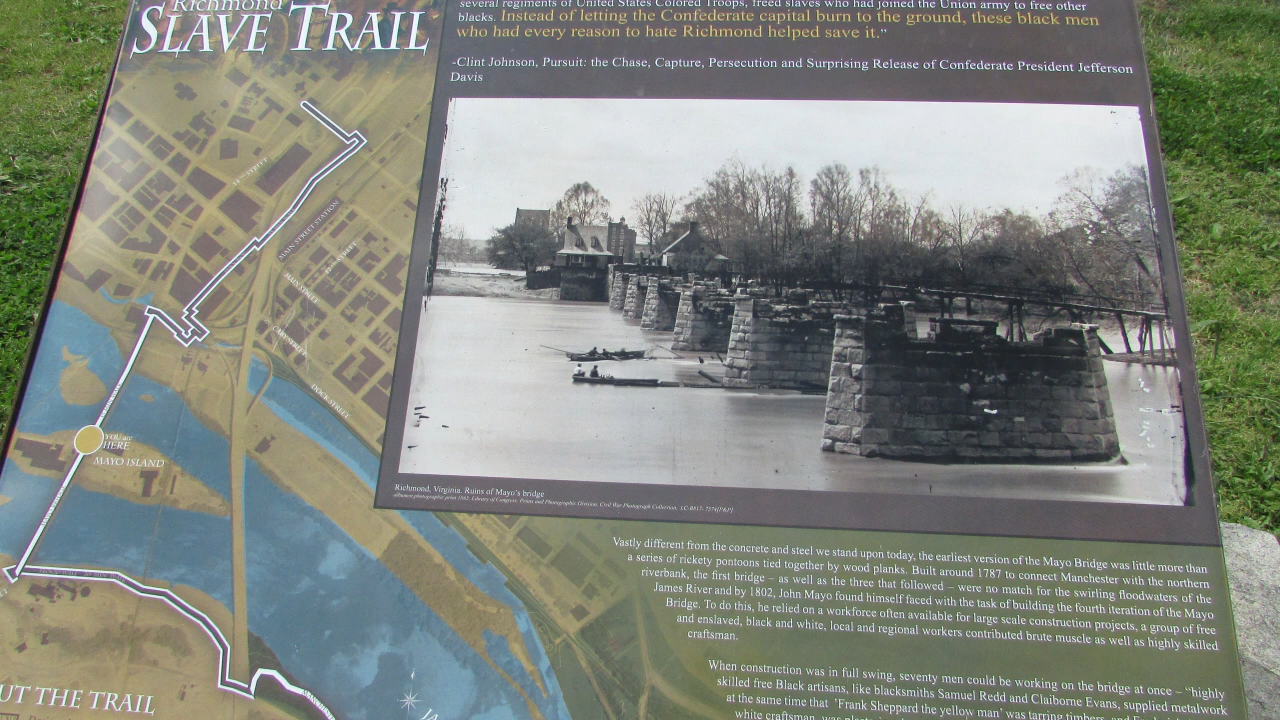 Richmond
SLAVE TRAIL
several regiments of United States Colored Troops, freed slaves who had joined the Union army to free other
blacks. Instead of letting the Confederate capital burn to the ground, these black men
who had every reason to hate Richmond helped save it."
-Clint Johnson, Pursuit: the Chase, Capture, Persecution and Surprising Release of Confederate President Jefferson
Davis
MAIN STREET STATION
MAIN STREET
CARY STREET
DOCK STREET
YOU are
HERE
MAYO ISLAND
Richmond, Virginia. Ruins of Mayo's bridge
Vastly different from the concrete and steel we stand upon today, the earliest version of the Mayo Bridge was little more than
a series of rickety pontoons tied together by wood planks. Built around 1787 to connect Manchester with the northern
riverbank, the first bridge – as well as the three that followed – were no match for the swirling floodwaters of the
James River and by 1802, John Mayo found himself faced with the task of building the fourth iteration of the Mayo
Bridge. To do this, he relied on a workforce often available for large scale construction projects, a group of free
and enslaved, black and white, local and regional workers contributed brute muscle as well as highly skilled
craftsman.
When construction was in full swing, seventy men could be working on the bridge at once – "highly
skilled free Black artisans, like blacksmiths Samuel Redd and Claiborne Evans, supplied metalwork
at the same time that 'Frank Sheppard the yellow man' was tarring timbers, and
white craftsman, was
UT THE TRAIL
JA